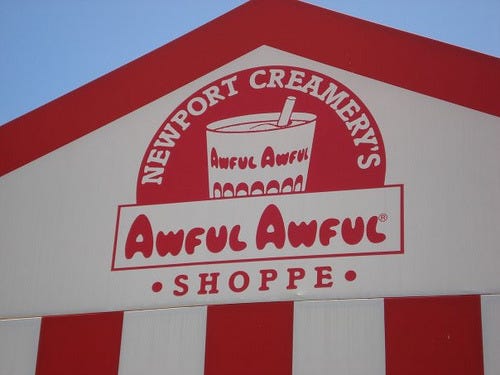 NEWPORT CREAMERY'S
AWFUL AWFUL
AWFUL AWFUL®
• SHOPPE •